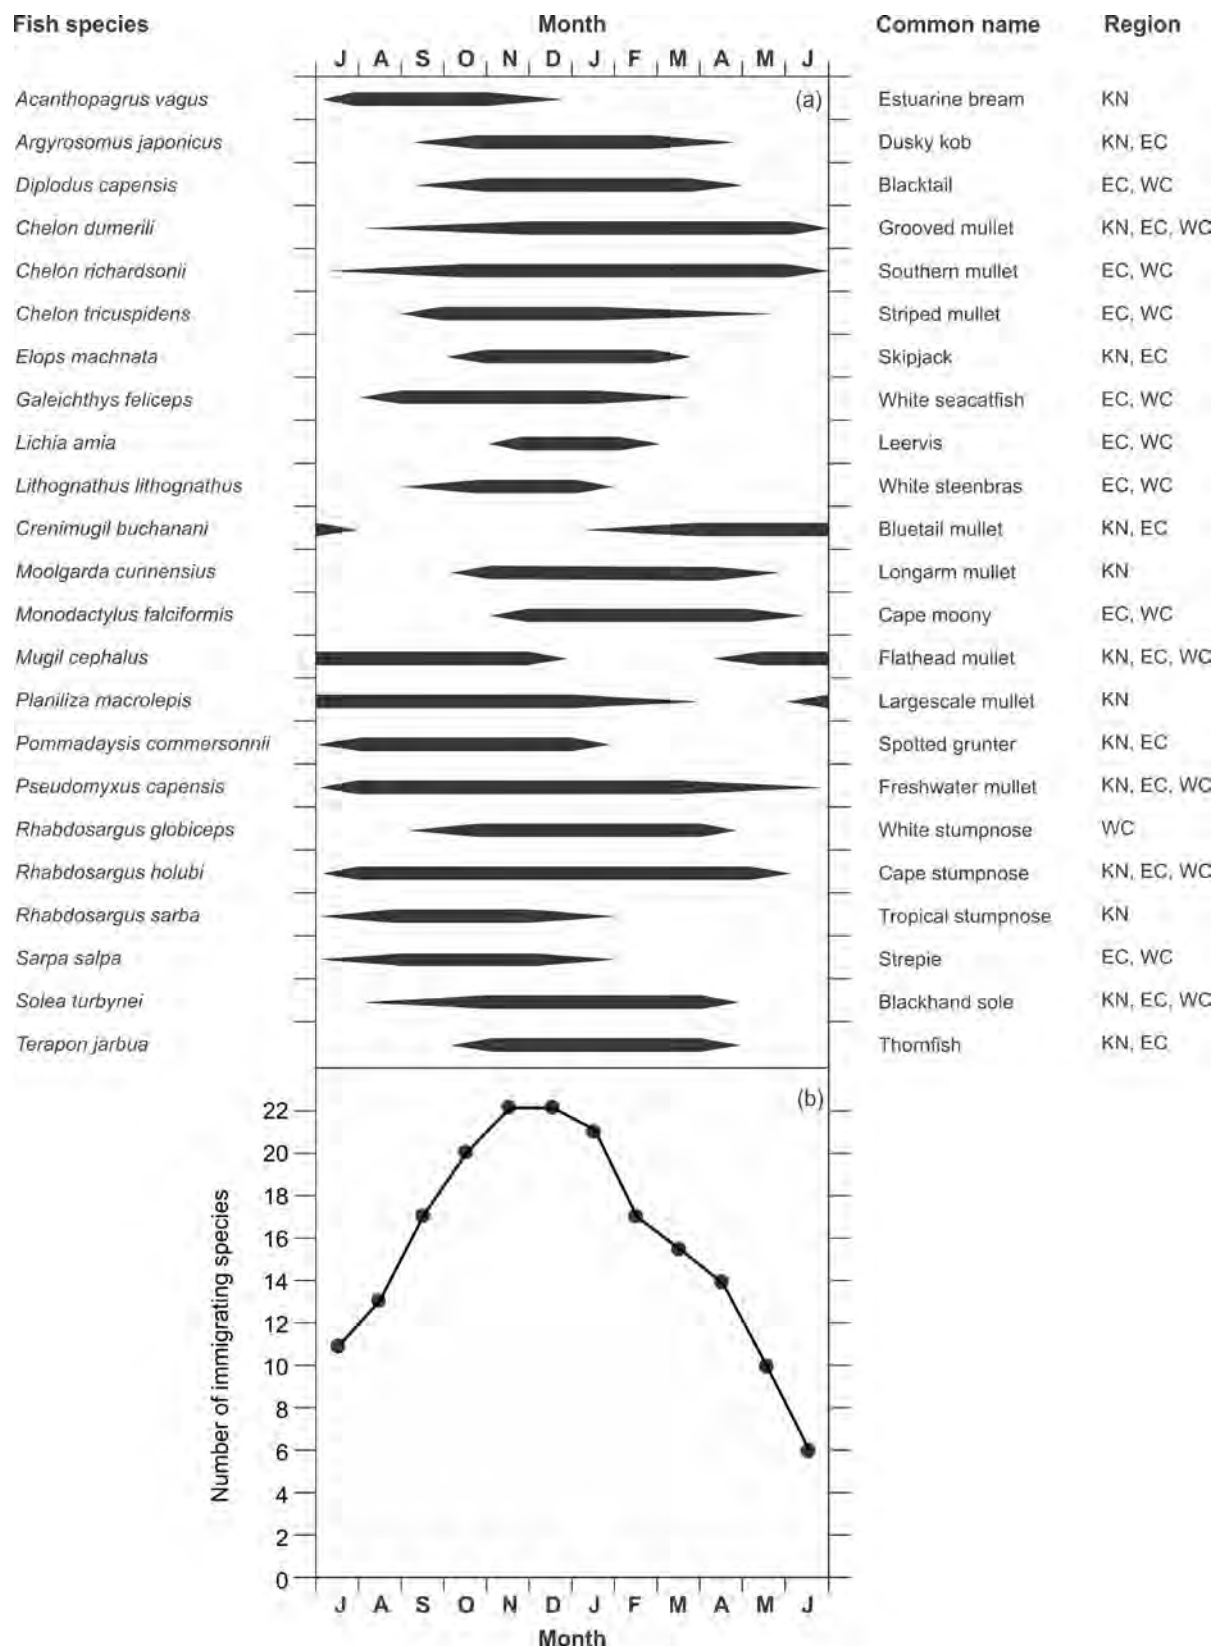 Fish species Month Common name Region
J A S O N D J F M A M J
Acanthopagrus vagus (a) Estuarine bream KN
Argyrosomus japonicus Dusky kob KN, EC
Diplodus capensis Blacktail EC, WC
Chelon dumerili Grooved mullet KN, EC, WC
Chelon richardsonii Southern mullet EC, WC
Chelon tricuspidens Striped mullet EC, WC
Elops machnata Skipjack KN, EC
Galeichthys feliceps White seacatfish EC, WC
Lichia amia Leervis EC, WC
Lithognathus lithognathus White steenbras EC, WC
Crenimugil buchanani Bluetail mullet KN, EC
Moolgarda cunnensius Longarm mullet KN
Monodactylus falciformis Cape moony EC, WC
Mugil cephalus Flathead mullet KN, EC, WC
Planiliza macrolepis Largescale mullet KN
Pommadaysis commersonnii Spotted grunter KN, EC
Pseudomyxus capensis Freshwater mullet KN, EC, WC
Rhabdosargus globiceps White stumpnose WC
Rhabdosargus holubi Cape stumpnose KN, EC, WC
Rhabdosargus sarba Tropical stumpnose KN
Sarpa salpa Strepie EC, WC
Solea turbynei Blackhand sole KN, EC, WC
Terapon jarbua Thornfish KN, EC
(b)
22
20
18
16
14
12
10
8
6
4
2
0
Number of immigrating species
J A S O N D J F M A M J
Month